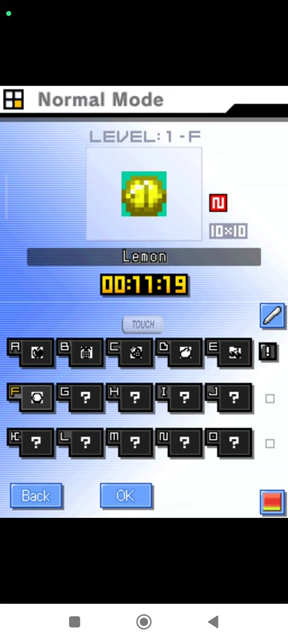 Normal Mode
LEVEL:1-F
N
10×10
Lemon
00:11:19
TOUCH
A B C D E !
F G ? H ? I ? J ?
K ? L ? M ? N ? O ?
Back OK